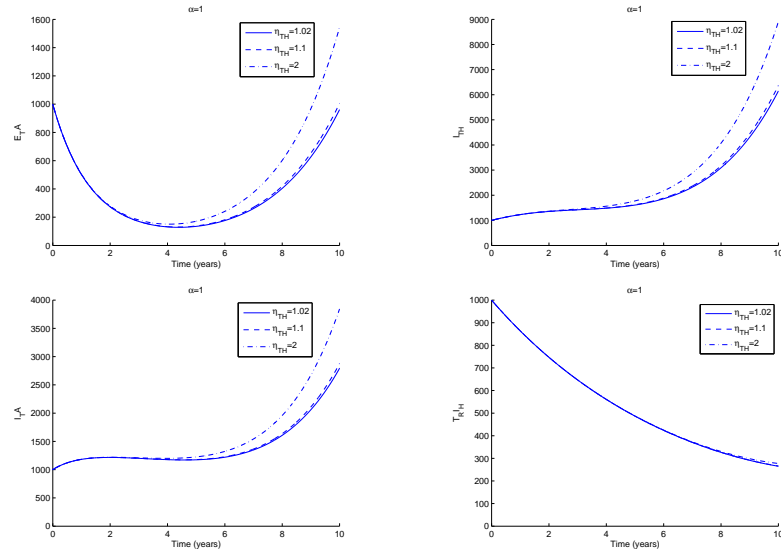 α=1
1600
1400
1200
1000
800
600
400
200
0
E_TA
0 2 4 6 8 10
Time (years)
η_TH=1.02
η_TH=1.1
η_TH=2
α=1
9000
8000
7000
6000
5000
4000
3000
2000
1000
0
I_TH
0 2 4 6 8 10
Time (years)
η_TH=1.02
η_TH=1.1
η_TH=2
α=1
4000
3500
3000
2500
2000
1500
1000
500
0
I_TA
0 2 4 6 8 10
Time (years)
η_TH=1.02
η_TH=1.1
η_TH=2
α=1
1000
900
800
700
600
500
400
300
200
100
0
T_RI_H
0 2 4 6 8 10
Time (years)
η_TH=1.02
η_TH=1.1
η_TH=2